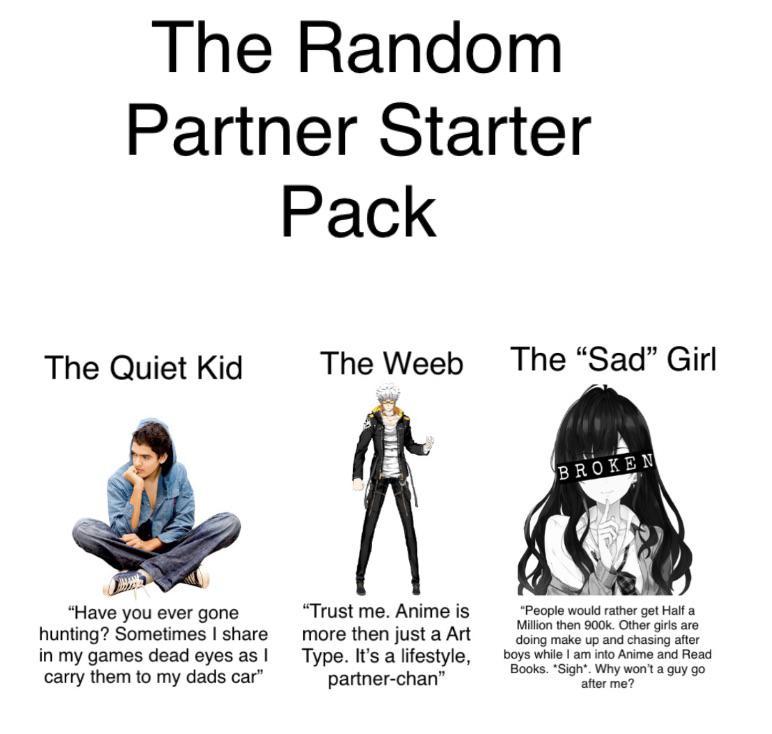 The Random
Partner Starter
Pack
The Quiet Kid
The Weeb
The “Sad” Girl
BROKEN
“Have you ever gone
hunting? Sometimes I share
in my games dead eyes as I
carry them to my dads car”
“Trust me. Anime is
more then just a Art
Type. It’s a lifestyle,
partner-chan”
“People would rather get Half a
Million then 900k. Other girls are
doing make up and chasing after
boys while I am into Anime and Read
Books. *Sigh*. Why won’t a guy go
after me?